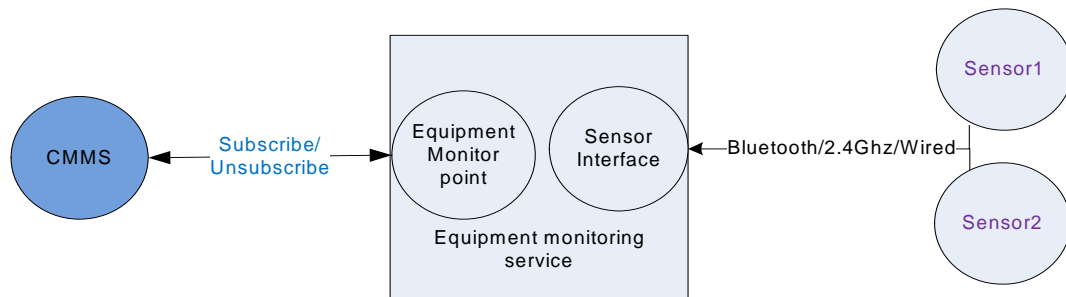 CMMS
Subscribe/
Unsubscribe
Equipment
Monitor
point
Sensor
Interface
Equipment monitoring
service
Bluetooth/2.4Ghz/Wired
Sensor1
Sensor2